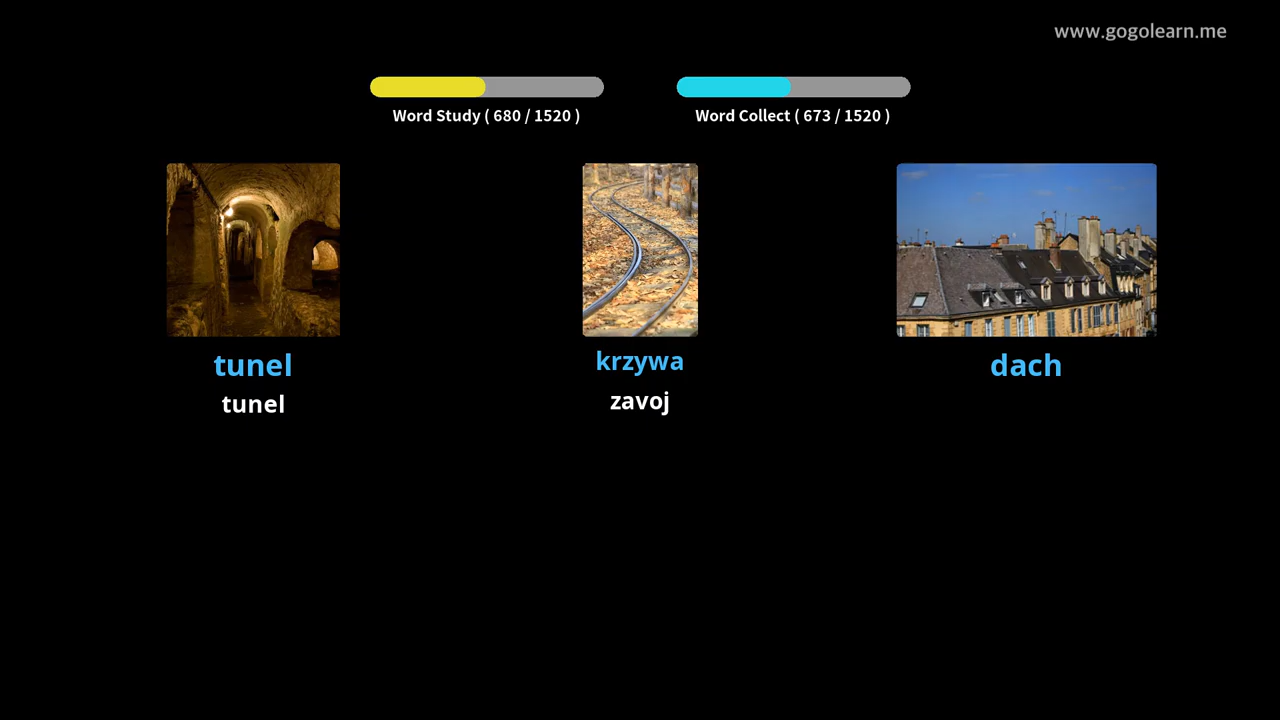 www.gogolearn.me
Word Study ( 680 / 1520 )
Word Collect ( 673 / 1520 )
tunel
tunel
krzywa
zavoj
dach